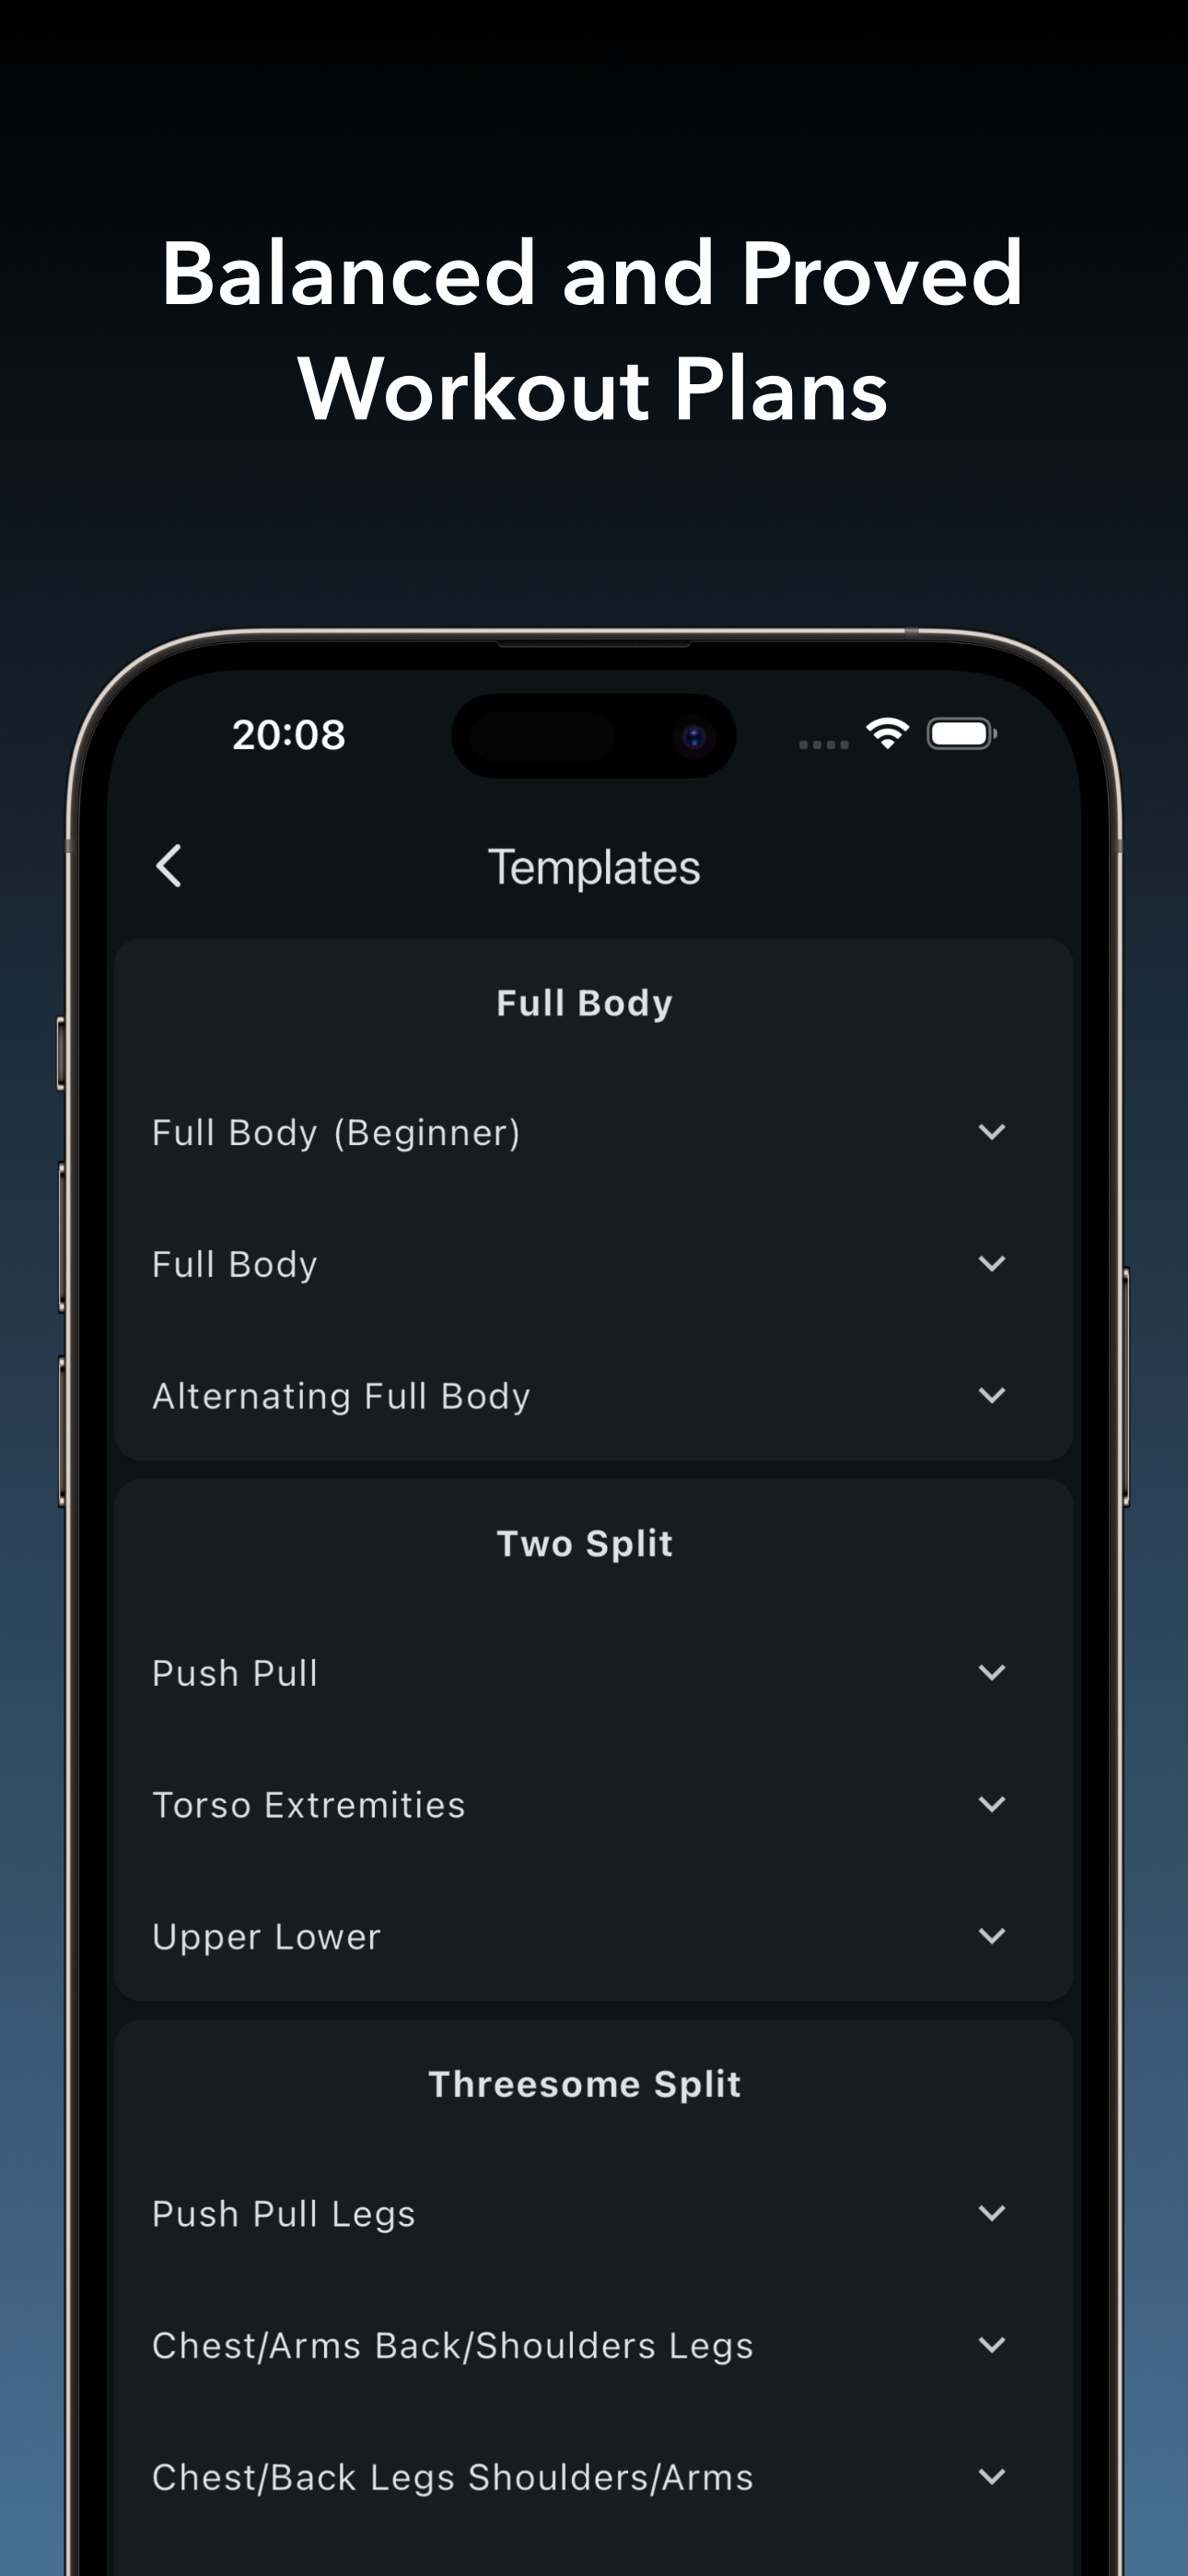 Balanced and Proved
Workout Plans
20:08
Templates
Full Body
Full Body (Beginner)
Full Body
Alternating Full Body
Two Split
Push Pull
Torso Extremities
Upper Lower
Threesome Split
Push Pull Legs
Chest/Arms Back/Shoulders Legs
Chest/Back Legs Shoulders/Arms